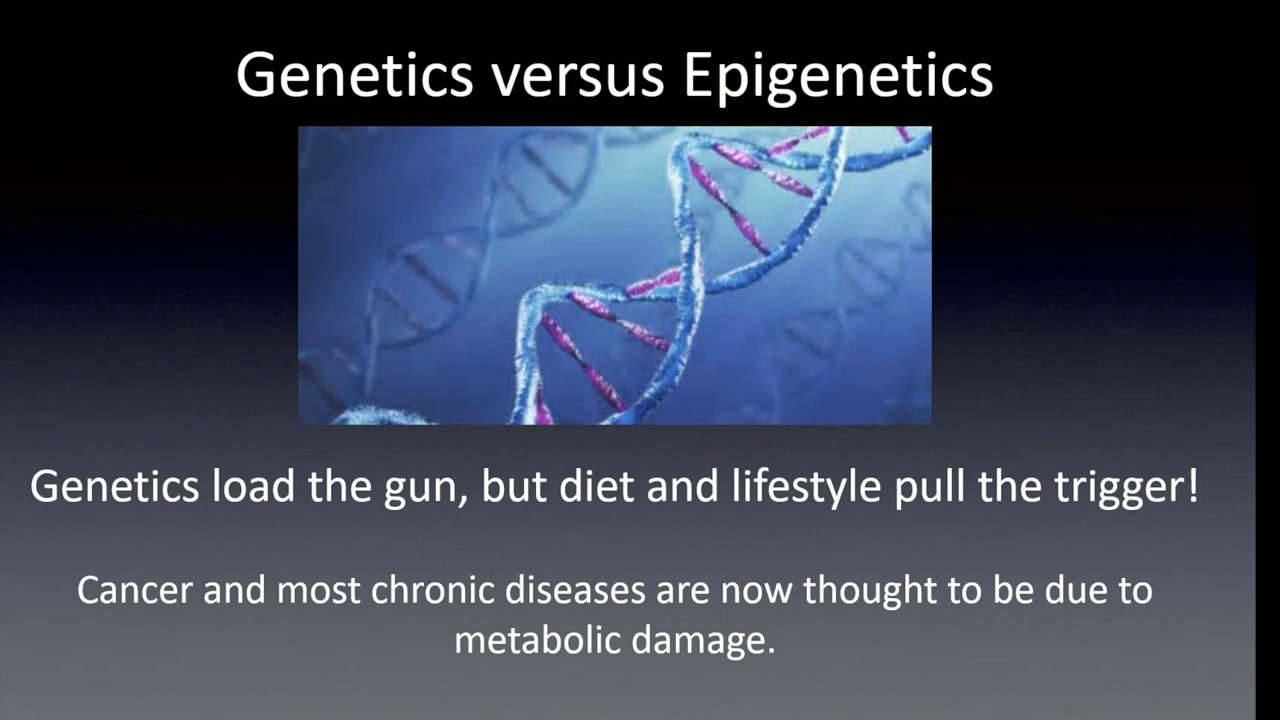 Genetics versus Epigenetics
Genetics load the gun, but diet and lifestyle pull the trigger!
Cancer and most chronic diseases are now thought to be due to
metabolic damage.